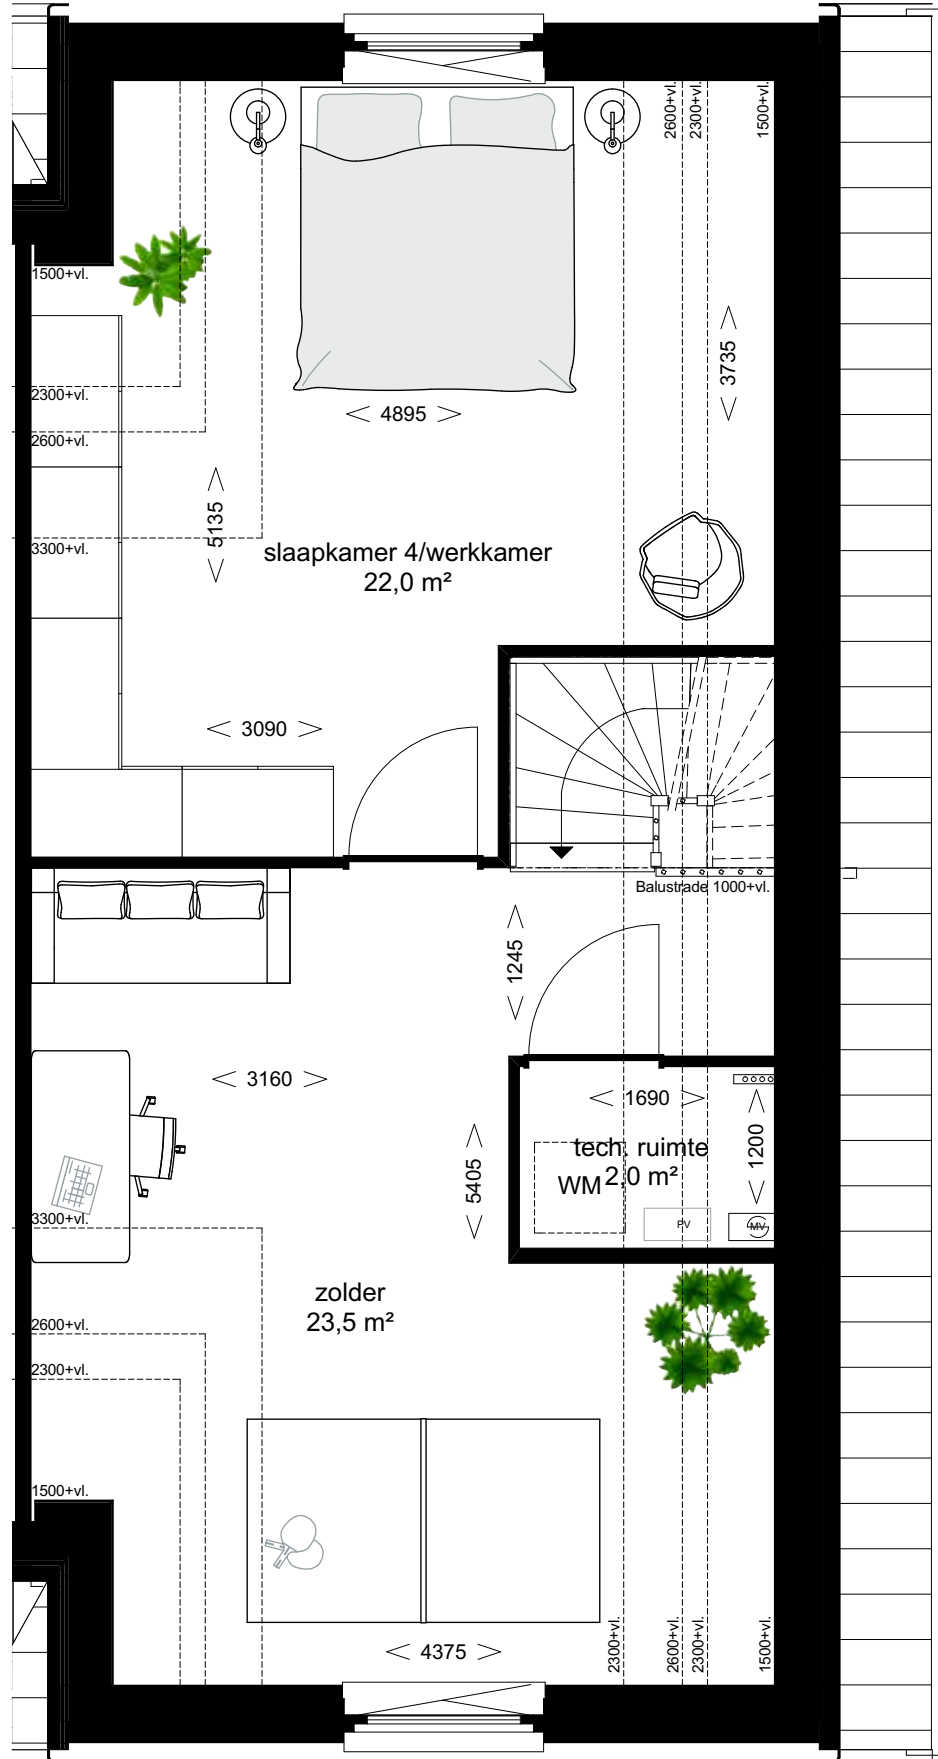 2600+vl.
2300+vl.
1500+vl.
1500+vl.
3735
2300+vl.
4895
2600+vl.
5135
3300+vl.
slaapkamer 4/werkkamer
22,0 m²
3090
Balustrade 1000+vl.
1245
3160
1690
tech. ruimte
2,0 m²
WM
1200
5405
PV
MV
3300+vl.
zolder
23,5 m²
2600+vl.
2300+vl.
1500+vl.
4375
2300+vl.
2600+vl.
2300+vl.
1500+vl.